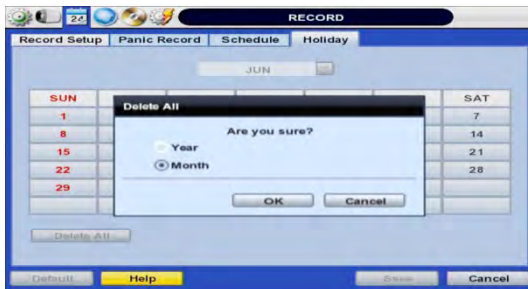 24
RECORD
Record Setup Panic Record Schedule Holiday
JUN
SUN SAT
Delete All
1 7
Are you sure?
8 14
Year
15 21
Month
22 28
29
OK Cancel
Delete All
Default Help Save Cancel